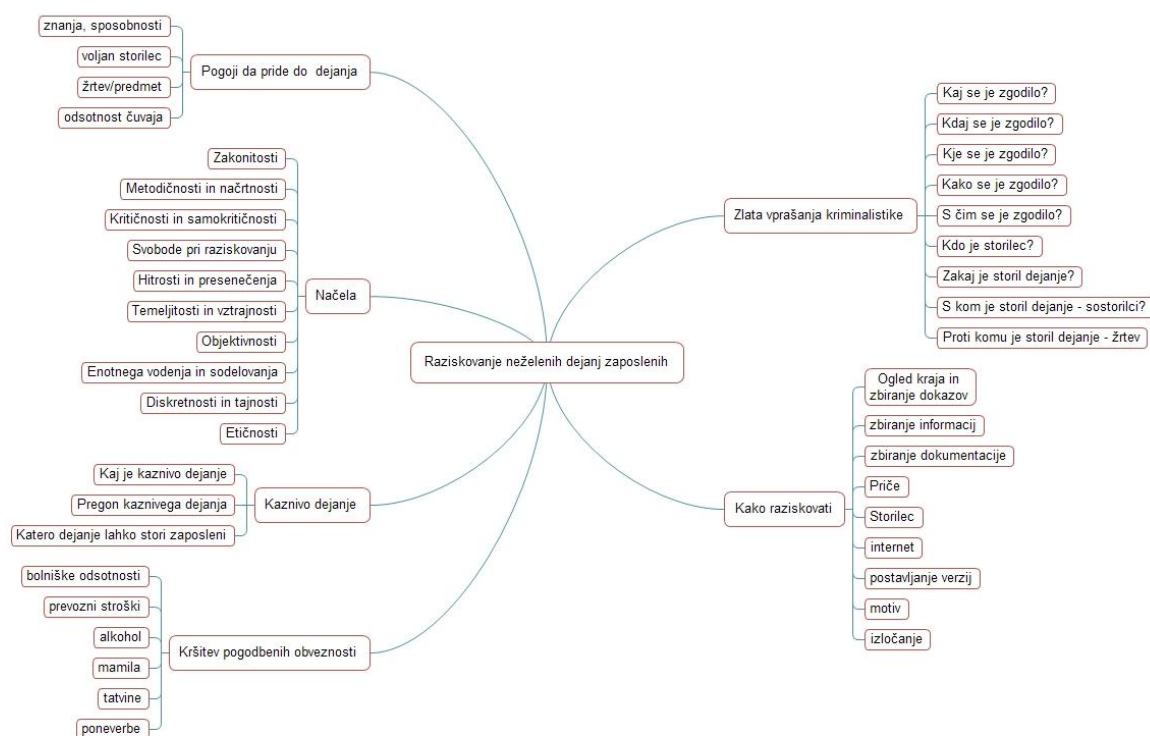 Raziskovanje neželenih dejanj zaposlenih
Pogoji da pride do dejanja
znanja, sposobnosti
voljan storilec
žrtev/predmet
odsotnost čuvaja
Načela
Zakonitosti
Metodičnosti in načrtnosti
Kritičnosti in samokritičnosti
Svobode pri raziskovanju
Hitrosti in presenečenja
Temeljitosti in vztrajnosti
Objektivnosti
Enotnega vodenja in sodelovanja
Diskretnosti in tajnosti
Etičnosti
Kaznivo dejanje
Kaj je kaznivo dejanje
Pregon kaznivega dejanja
Katero dejanje lahko stori zaposleni
Kršitev pogodbenih obveznosti
bolniške odsotnosti
prevozni stroški
alkohol
mamila
tatvine
poneverbe
Zlata vprašanja kriminalistike
Kaj se je zgodilo?
Kdaj se je zgodilo?
Kje se je zgodilo?
Kako se je zgodilo?
S čim se je zgodilo?
Kdo je storilec?
Zakaj je storil dejanje?
S kom je storil dejanje - sostorilci?
Proti komu je storil dejanje - žrtev
Kako raziskovati
Ogled kraja in
zbiranje dokazov
zbiranje informacij
zbiranje dokumentacije
Priče
Storilec
internet
postavljanje verzij
motiv
izločanje